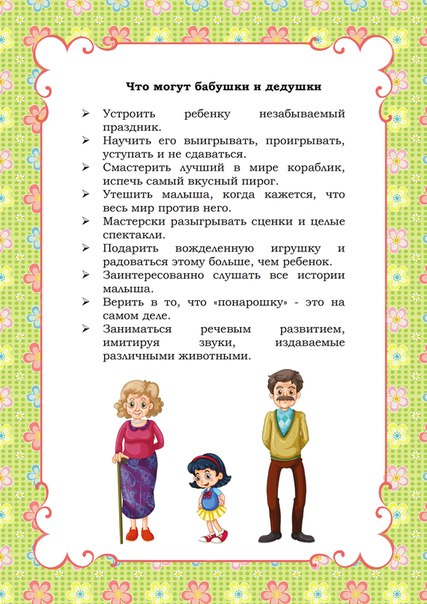 Что могут бабушки и дедушки
➢ Устроить ребенку незабываемый
праздник.
➢ Научить его выигрывать, проигрывать,
уступать и не сдаваться.
➢ Смастерить лучший в мире кораблик,
испечь самый вкусный пирог.
➢ Утешить малыша, когда кажется, что
весь мир против него.
➢ Мастерски разыгрывать сценки и целые
спектакли.
➢ Подарить вожделенную игрушку и
радоваться этому больше, чем ребенок.
➢ Заинтересованно слушать все истории
малыша.
➢ Верить в то, что «понарошку» - это на
самом деле.
➢ Заниматься речевым развитием,
имитируя звуки, издаваемые
различными животными.